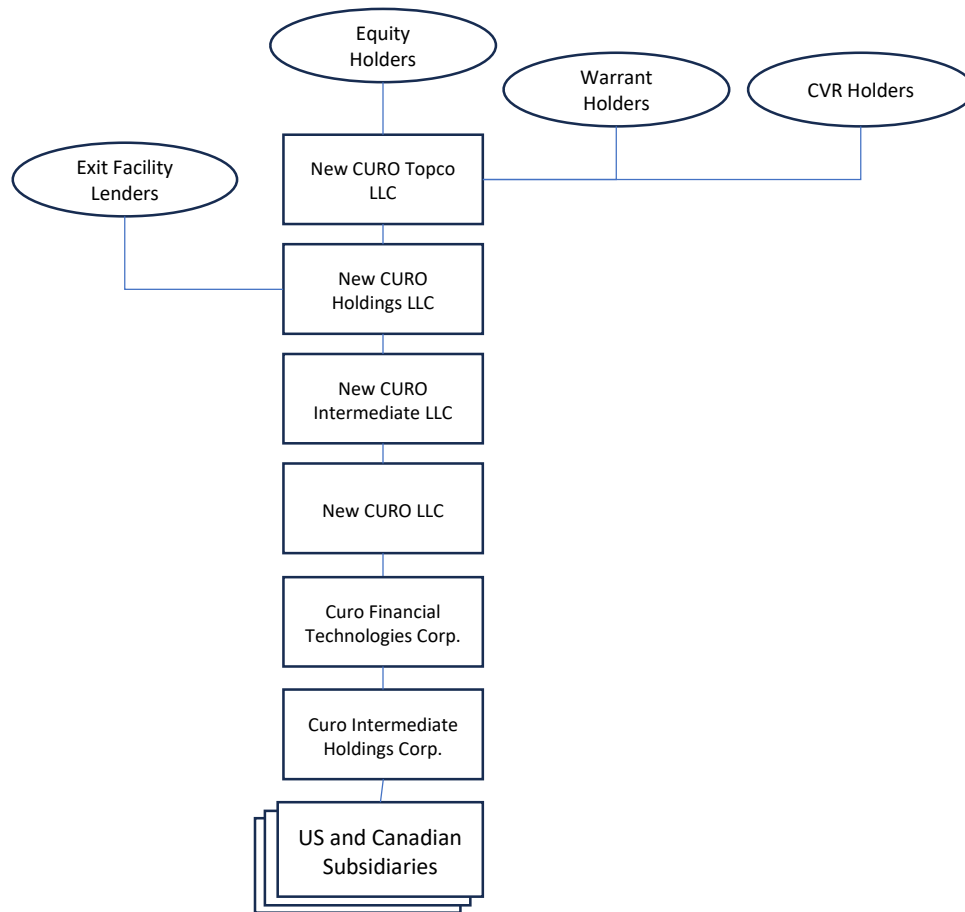 Equity
Holders
Warrant
Holders
CVR Holders
Exit Facility
Lenders
New CURO Topco
LLC
New CURO
Holdings LLC
New CURO
Intermediate LLC
New CURO LLC
Curo Financial
Technologies Corp.
Curo Intermediate
Holdings Corp.
US and Canadian
Subsidiaries